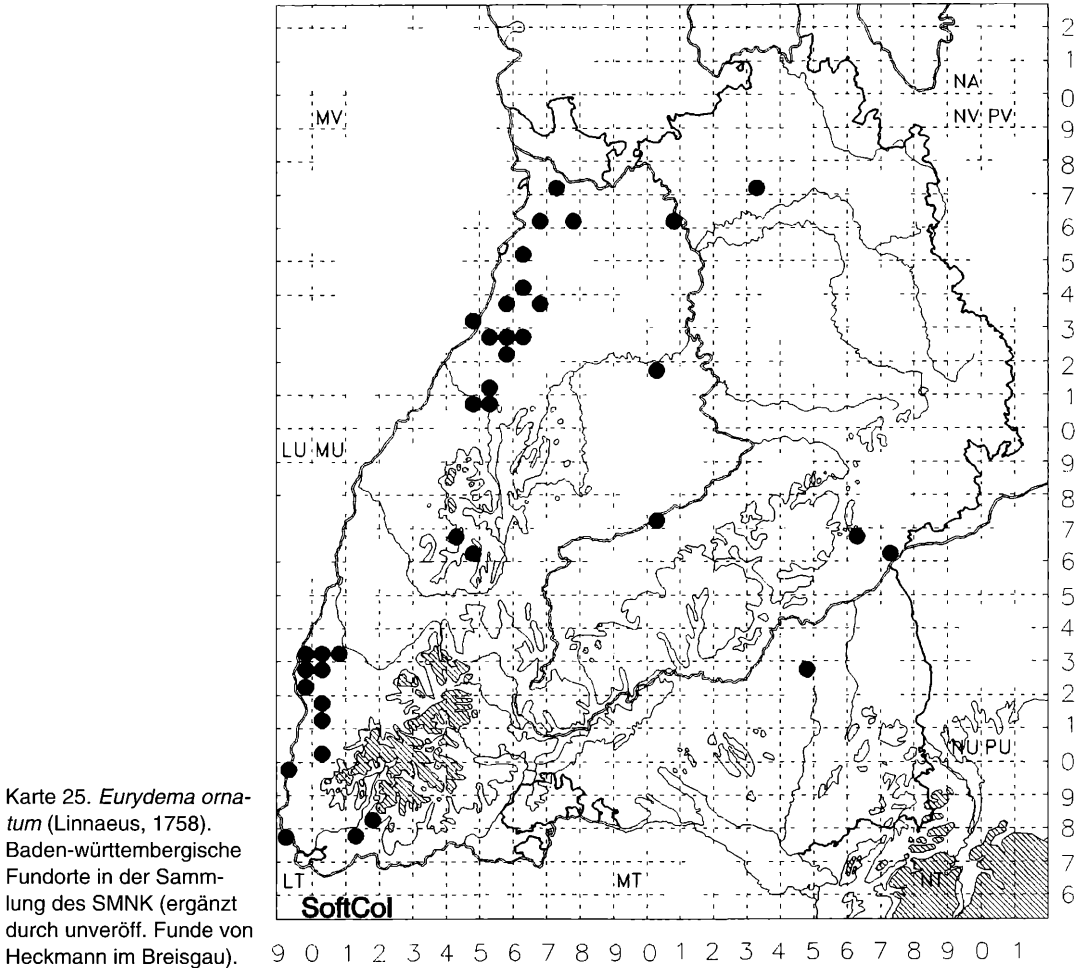 2
1
NA
0
MV
NV PV
9
8
7
6
5
4
3
2
1
0
LU MU
9
8
7
6
5
4
3
2
1
NU PU
0
9
8
7
LT
MT
NT
6
SoftCol
9 0 1 2 3 4 5 6 7 8 9 0 1 2 3 4 5 6 7 8 9 0 1
Karte 25. Eurydema orna-
tum (Linnaeus, 1758).
Baden-württembergische
Fundorte in der Samm-
lung des SMNK (ergänzt
durch unveröff. Funde von
Heckmann im Breisgau).